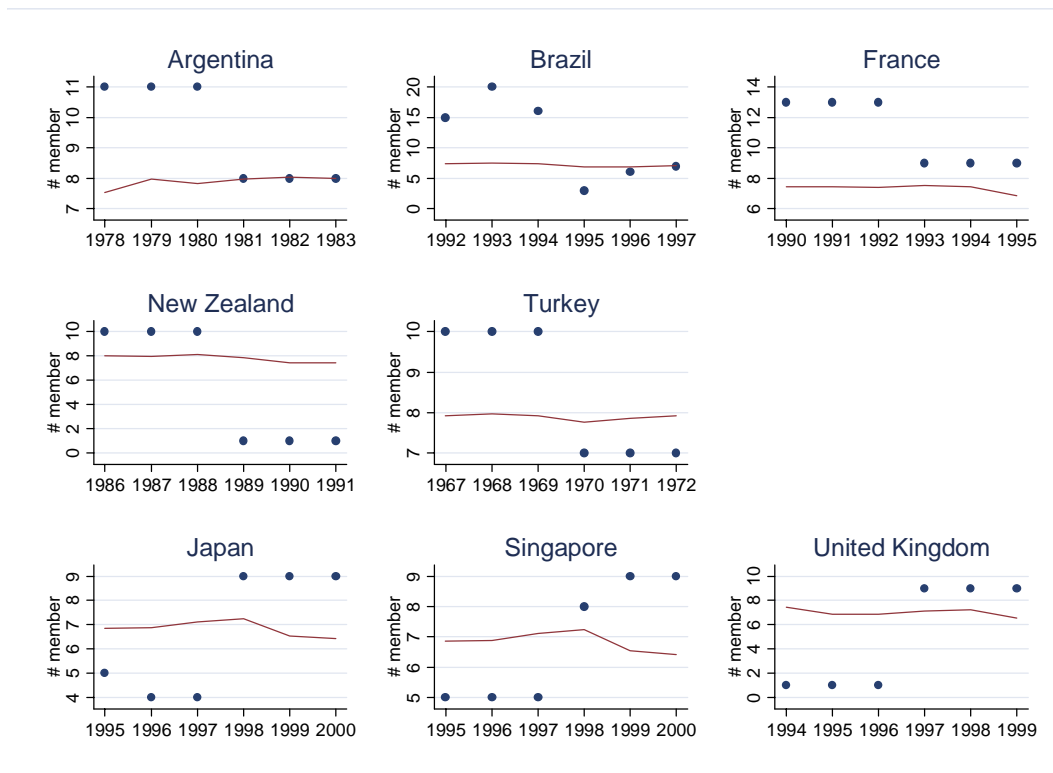 Argentina
# member
11
10
9
8
7
1978 1979 1980 1981 1982 1983
Brazil
# member
20
15
10
5
0
1992 1993 1994 1995 1996 1997
France
# member
14
12
10
8
6
1990 1991 1992 1993 1994 1995
New Zealand
# member
10
8
6
4
2
0
1986 1987 1988 1989 1990 1991
Turkey
# member
10
9
8
7
1967 1968 1969 1970 1971 1972
Japan
# member
9
8
7
6
5
4
1995 1996 1997 1998 1999 2000
Singapore
# member
9
8
7
6
5
1995 1996 1997 1998 1999 2000
United Kingdom
# member
10
8
6
4
2
0
1994 1995 1996 1997 1998 1999